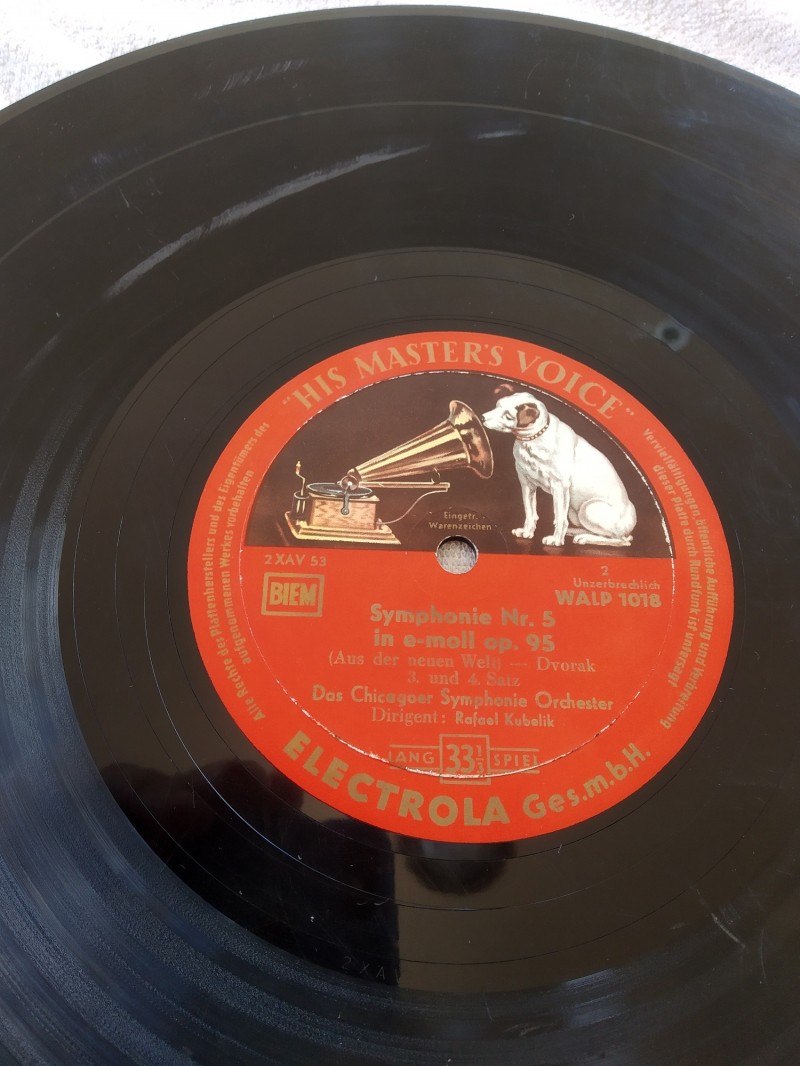 "HIS MASTER'S VOICE"
Eingetr.
Warenzeichen
2XAV 53
BIEM
2
Unzerbrechlich
WALP 1018
Symphonie Nr. 5
in e-moll op. 95
(Aus der neuen Welt) — Dvorak
3. und 4. Satz
Das Chicagoer Symphonie Orchester
Dirigent: Rafael Kubelik
LANG 33⅓ SPIEL
ELECTROLA Ges.m.b.H.
Alle Rechte des Plattenherstellers und des Eigentümers des
aufgenommenen Werkes vorbehalten
Vervielfältigungen, öffentliche Aufführung und Verbreitung
dieser Platte durch Rundfunk ist untersagt
2XAV